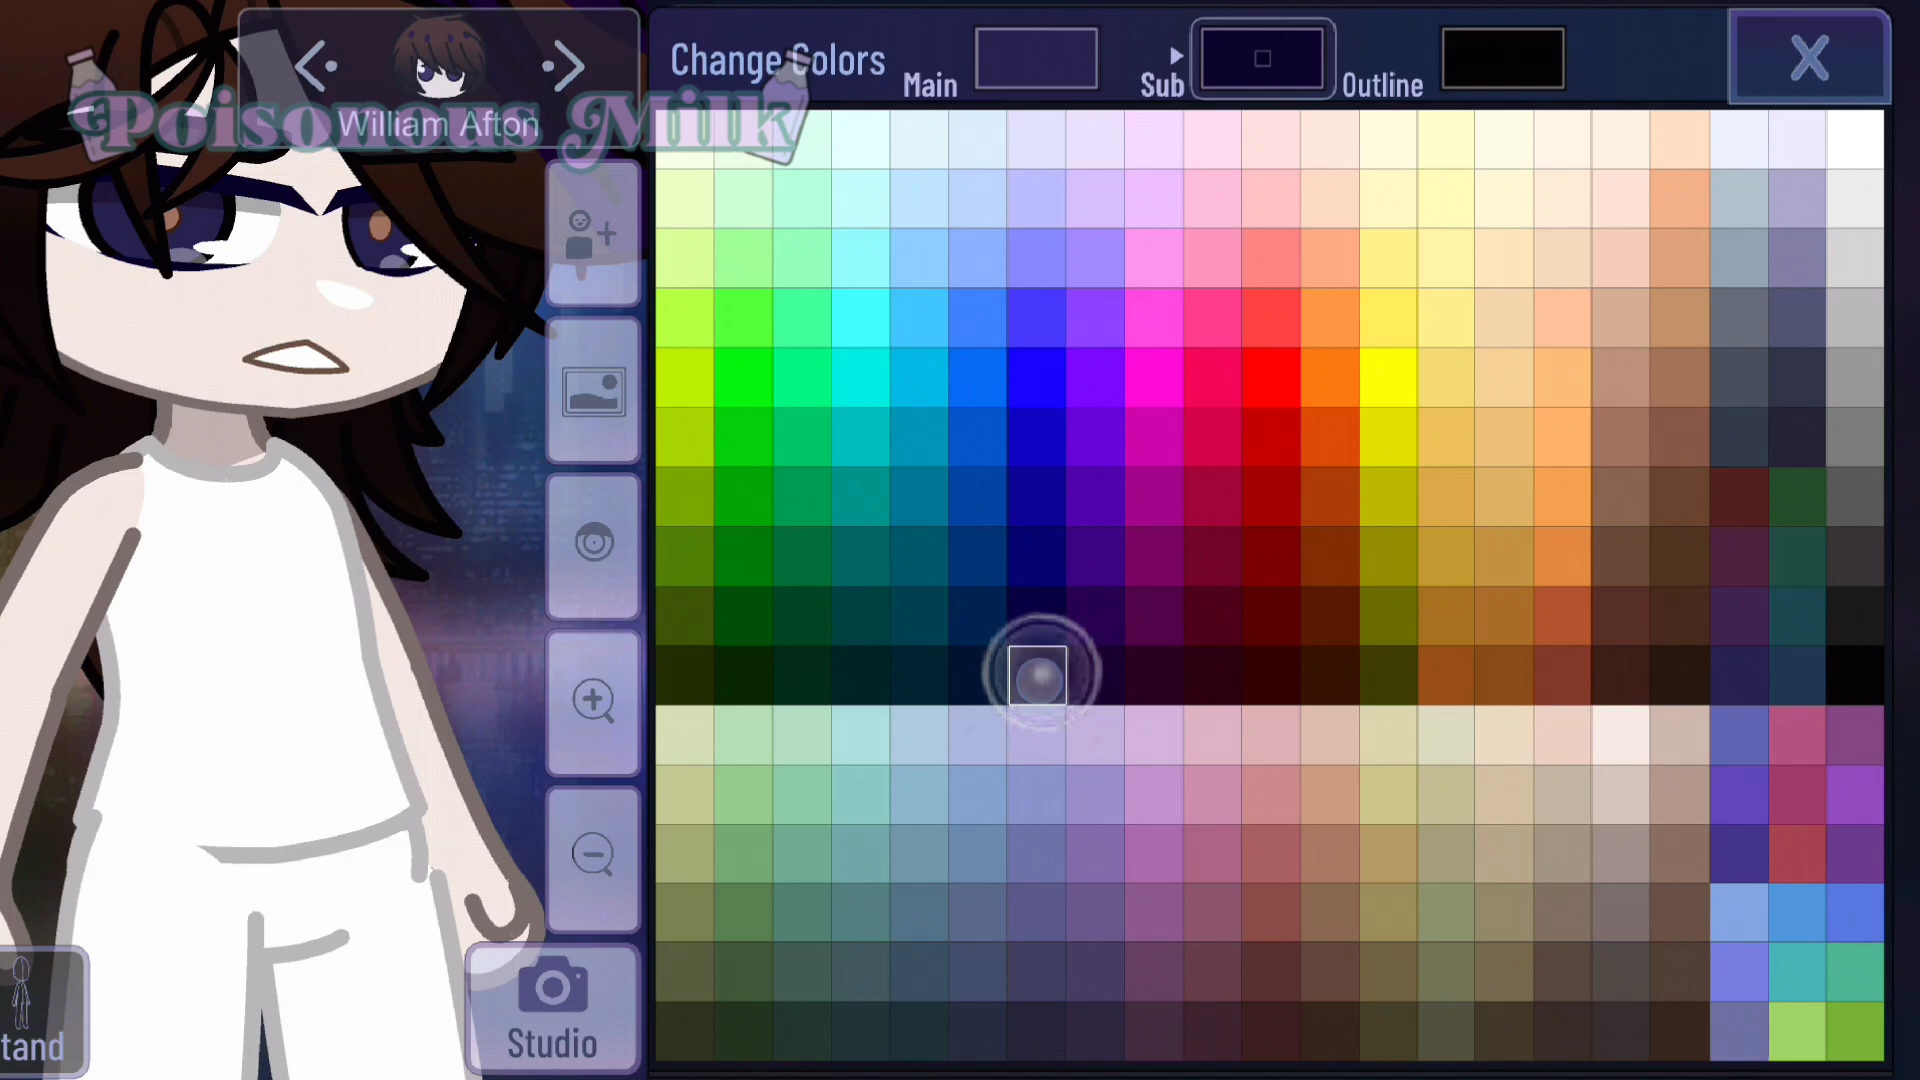 Change Colors
Main
Sub
Outline
X
Poisonous Milk
William Afton
Studio
tand